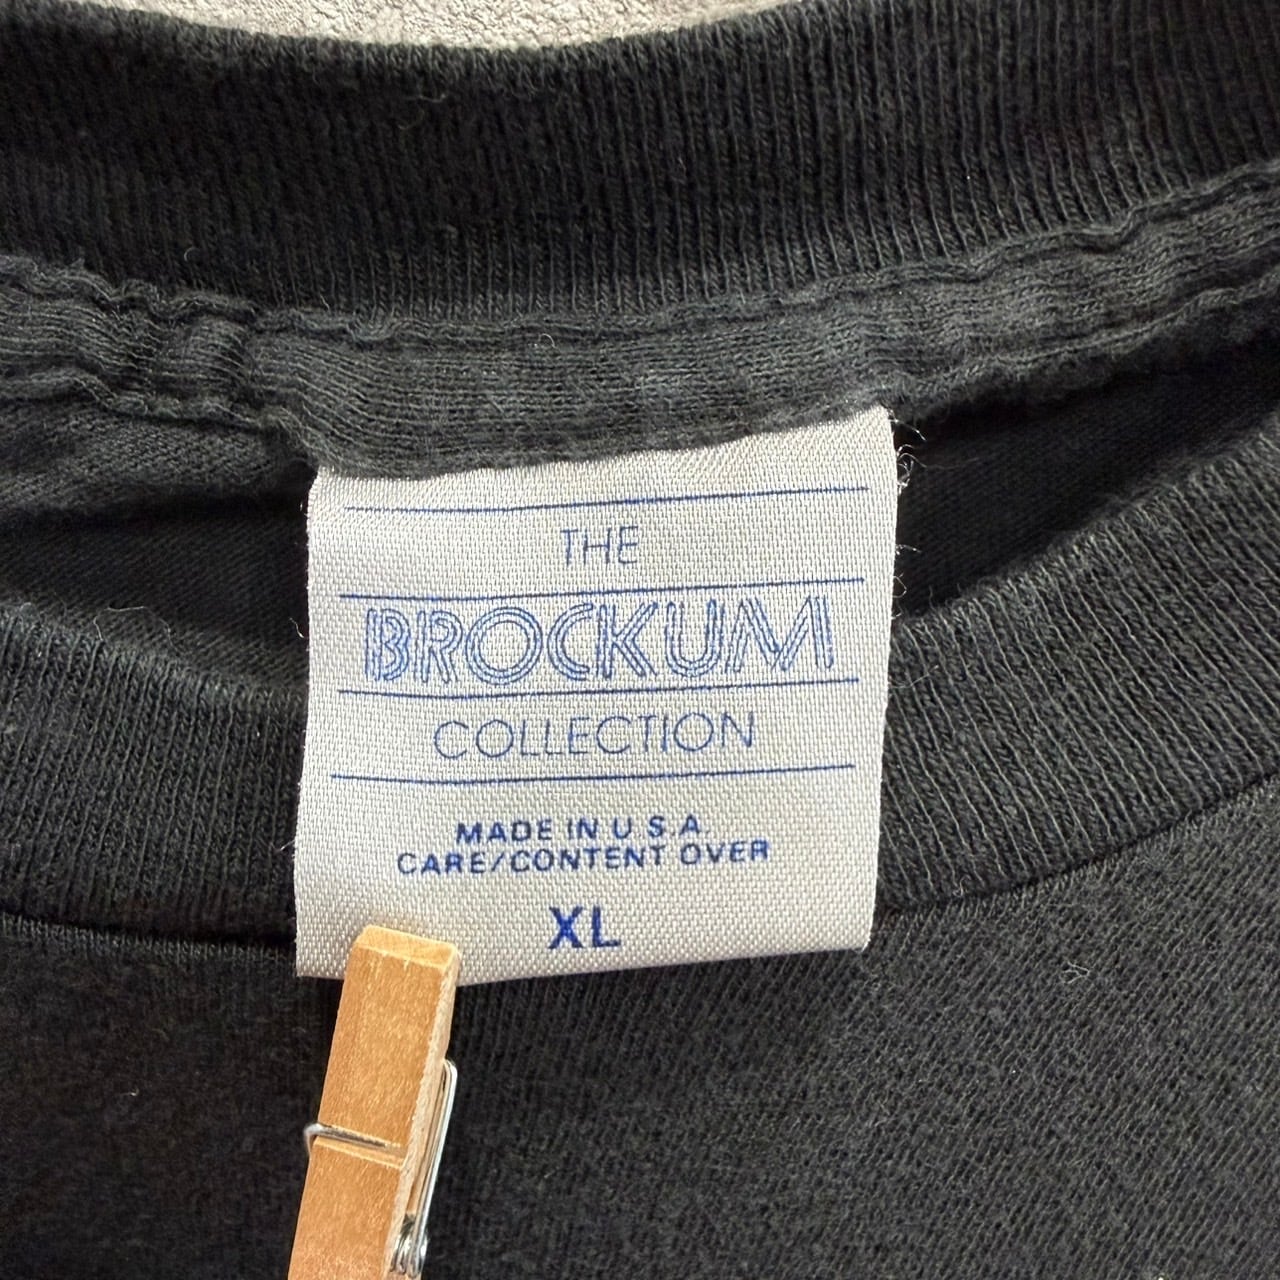 THE
BROCKUM
COLLECTION
MADE IN U.S.A.
CARE/CONTENT OVER
XL